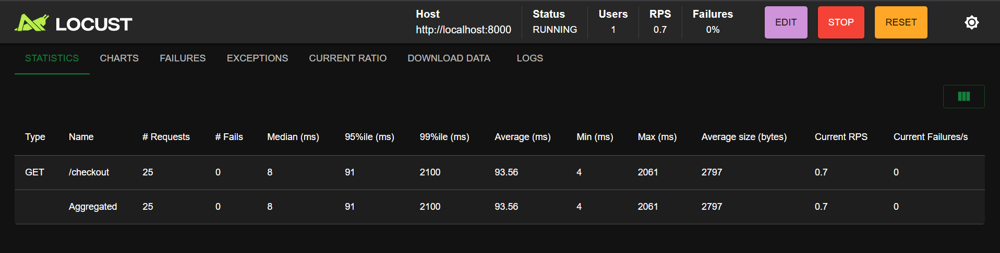 LOCUST
Host
http://localhost:8000
Status
RUNNING
Users
1
RPS
0.7
Failures
0%
EDIT
STOP
RESET
STATISTICS CHARTS FAILURES EXCEPTIONS CURRENT RATIO DOWNLOAD DATA LOGS
Type Name # Requests # Fails Median (ms) 95%ile (ms) 99%ile (ms) Average (ms) Min (ms) Max (ms) Average size (bytes) Current RPS Current Failures/s
GET /checkout 25 0 8 91 2100 93.56 4 2061 2797 0.7 0
Aggregated 25 0 8 91 2100 93.56 4 2061 2797 0.7 0